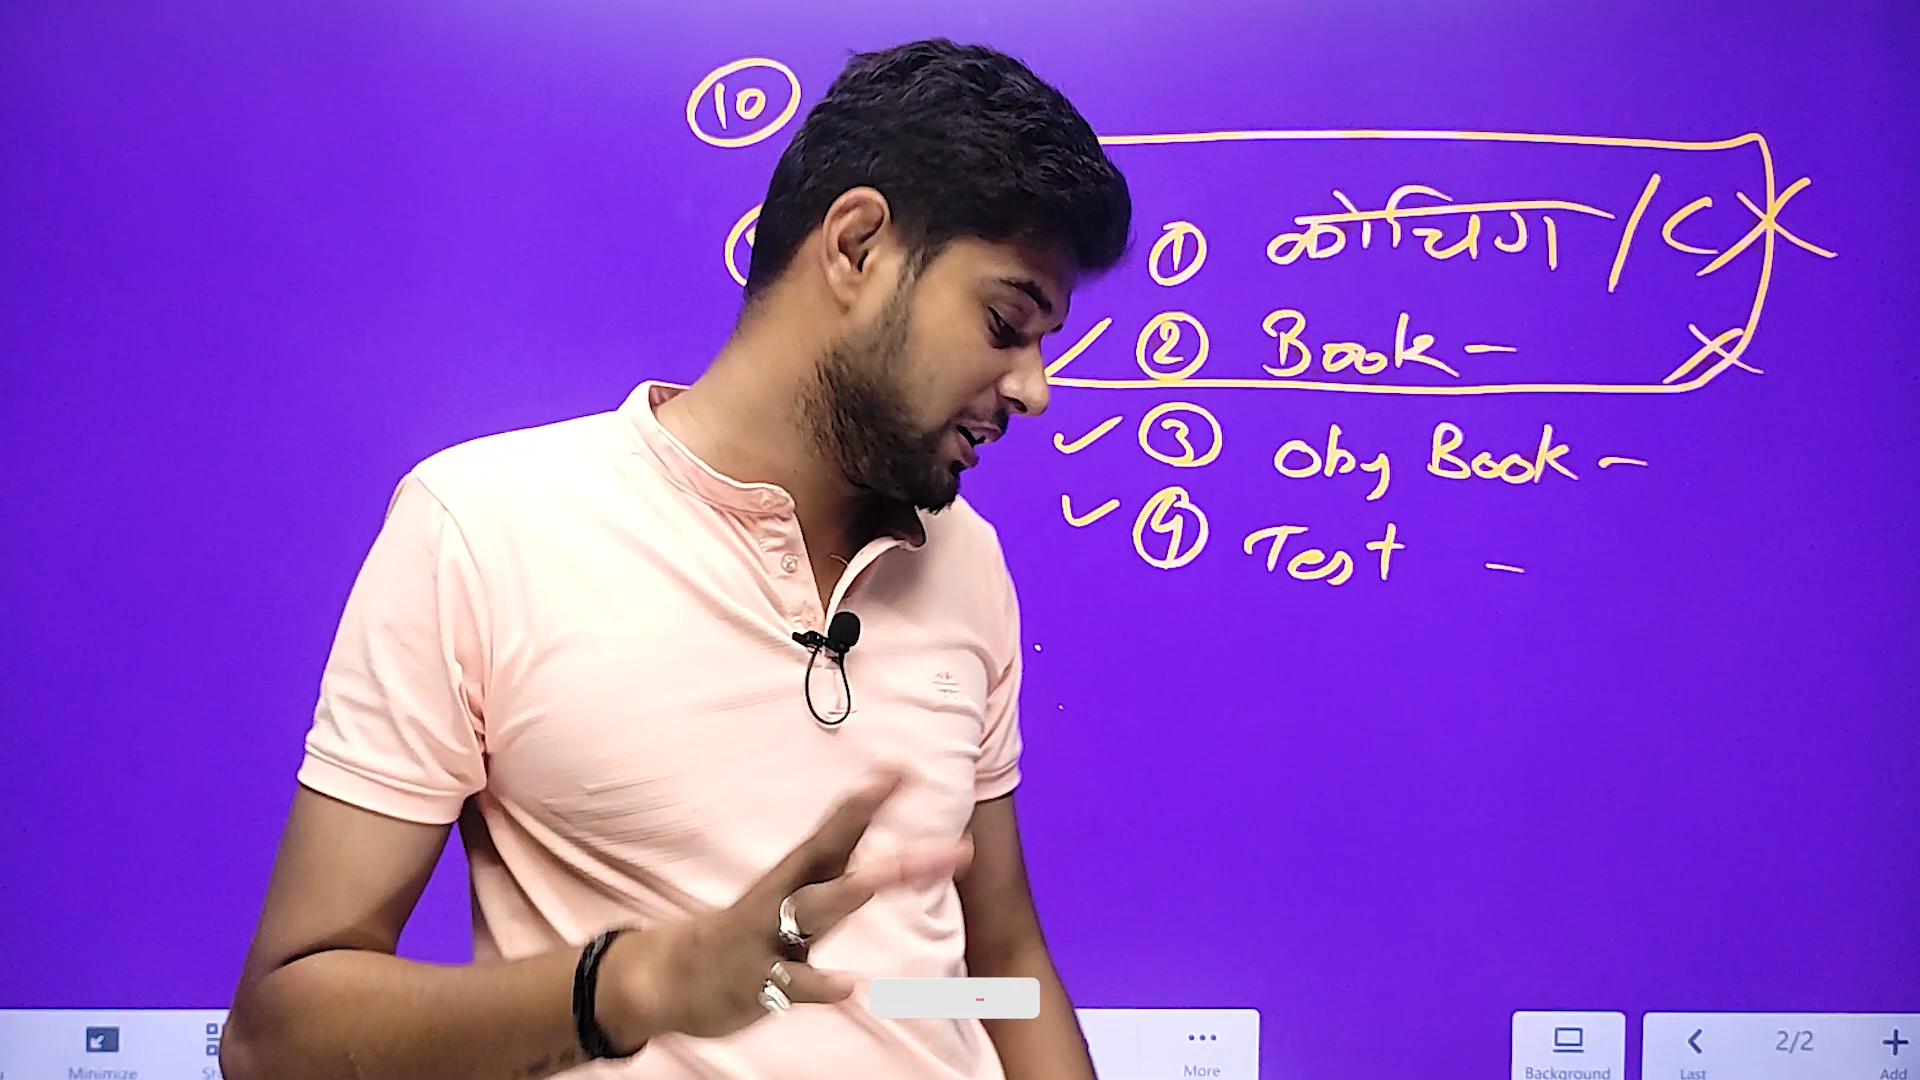 10
① कोचिंग / C
② Book -
③ Obj Book -
④ Test -
Minimize
More
Background
Last
2/2
Add